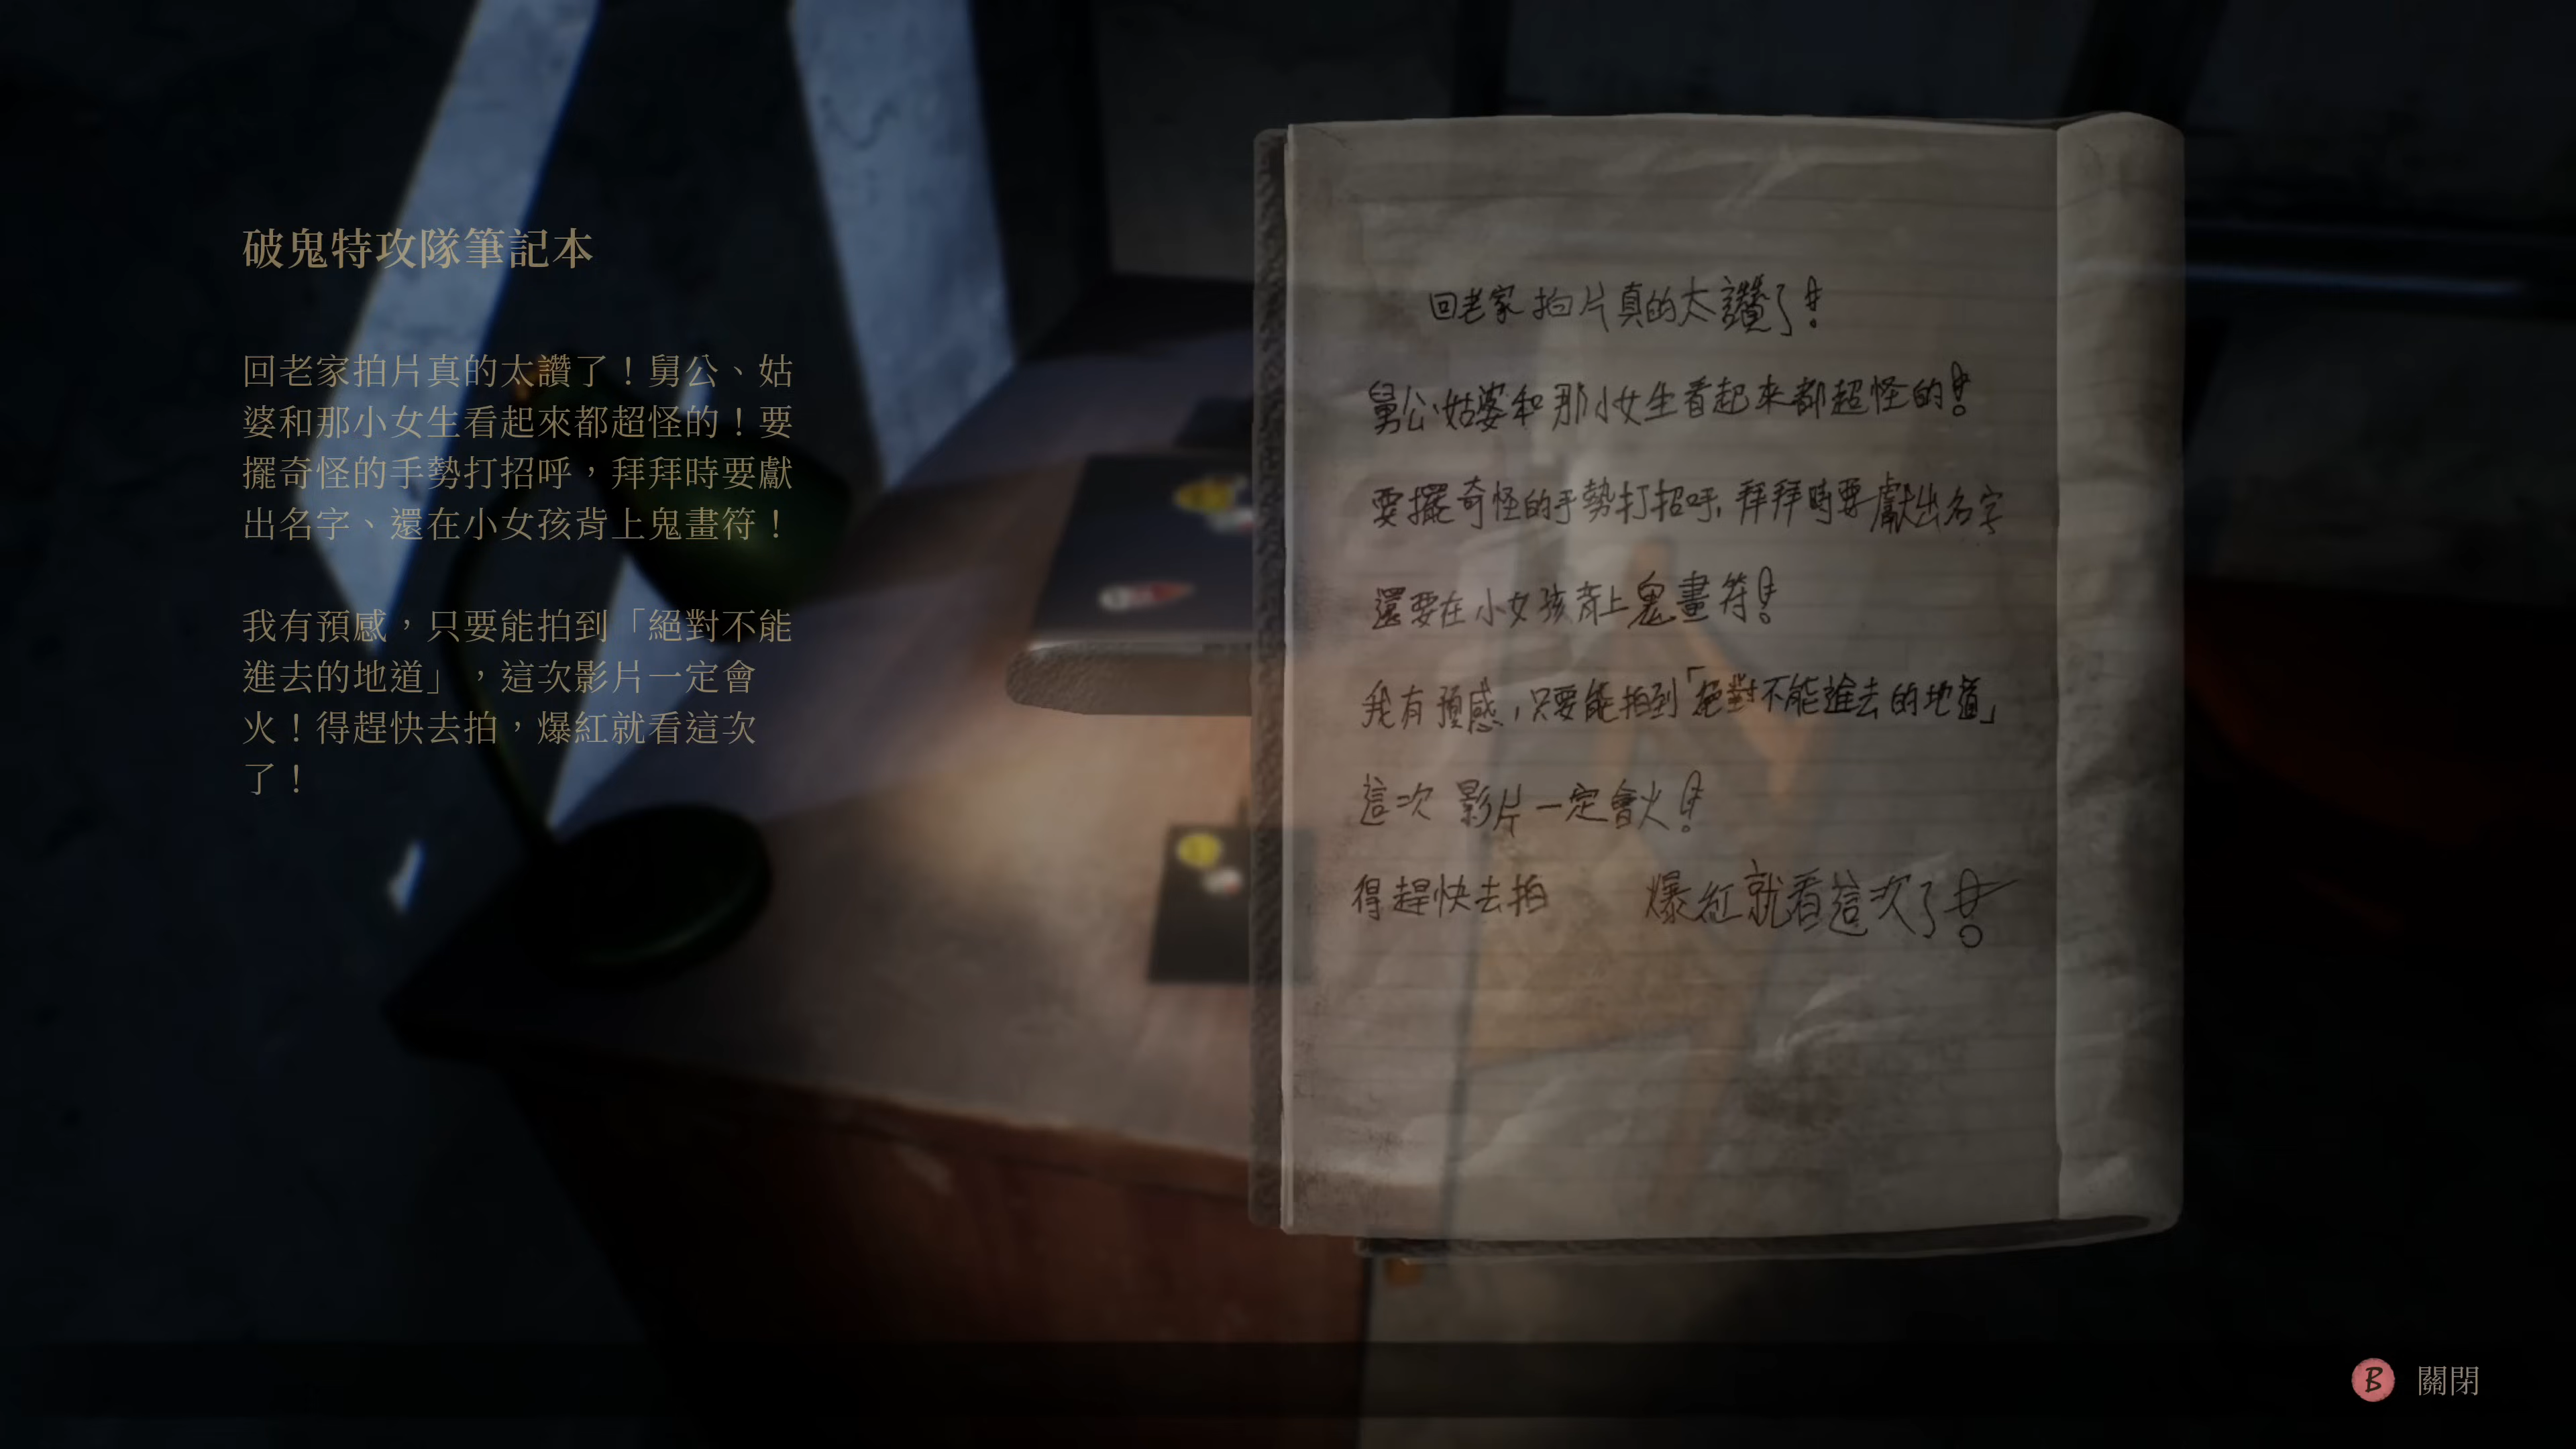 破鬼特攻隊筆記本
回老家拍片真的太讚了！舅公、姑
婆和那小女生看起來都超怪的！要
擺奇怪的手勢打招呼，拜拜時要獻
出名字、還在小女孩背上鬼畫符！
我有預感，只要能拍到「絕對不能
進去的地道」，這次影片一定會
火！得趕快去拍，爆紅就看這次
了！
回老家拍片真的太讚了！
舅公、姑婆和那小女生看起來都超怪的！
要擺奇怪的手勢打招呼，拜拜時要獻出名字
還要在小女孩背上鬼畫符！
我有預感，只要能拍到「絕對不能進去的地道」
這次影片一定會火！
得趕快去拍 爆紅就看這次了！
B 關閉